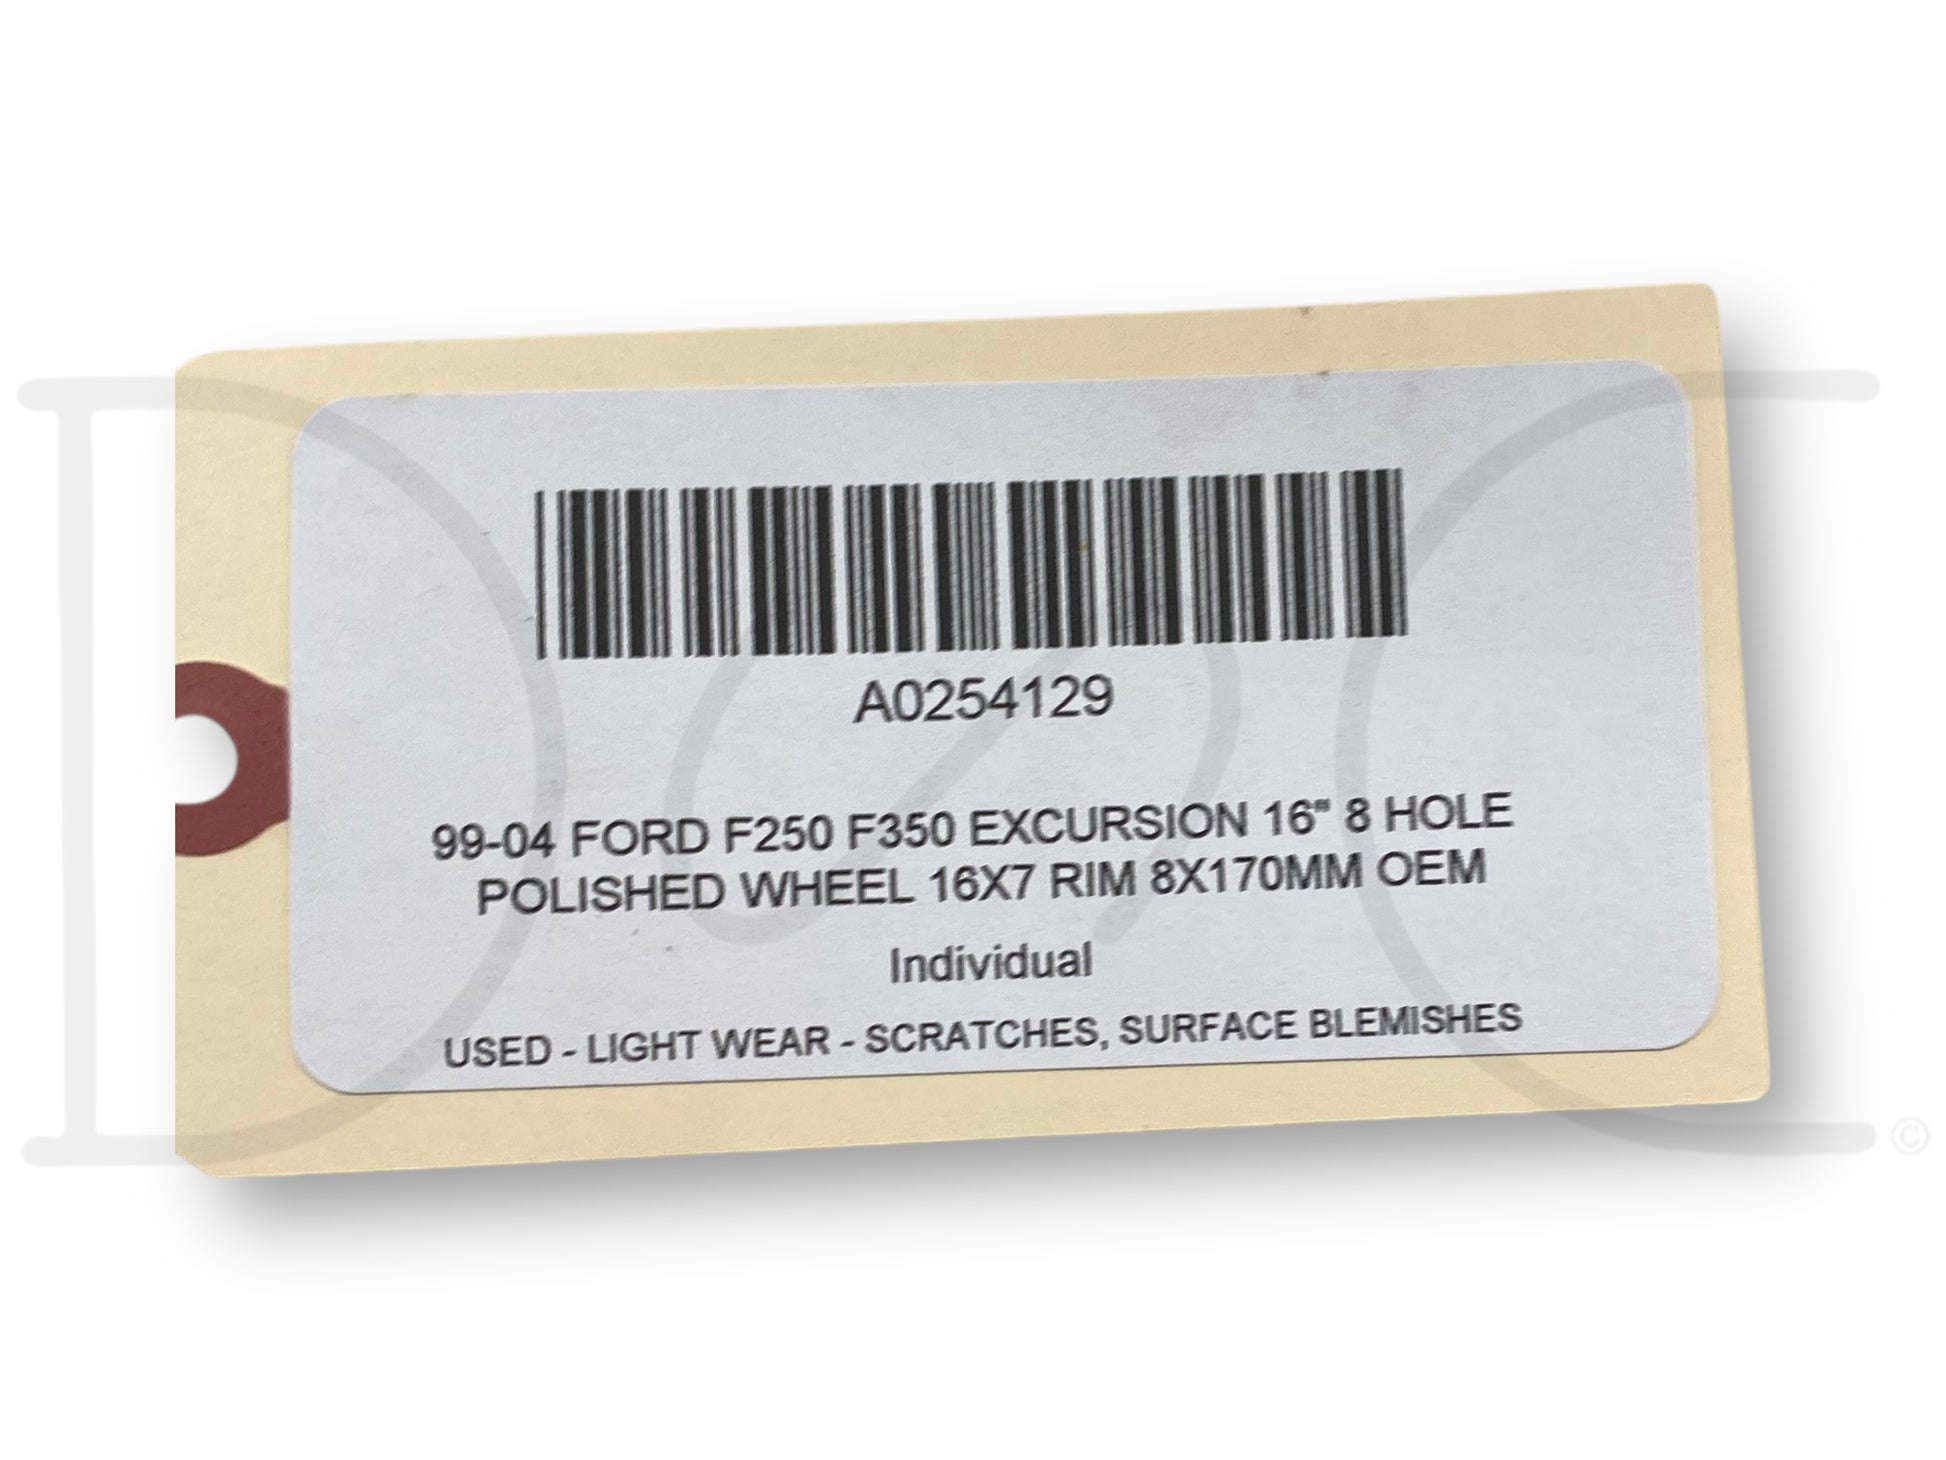 A0254129
99-04 FORD F250 F350 EXCURSION 16" 8 HOLE
POLISHED WHEEL 16X7 RIM 8X170MM OEM
Individual
USED - LIGHT WEAR - SCRATCHES, SURFACE BLEMISHES
©